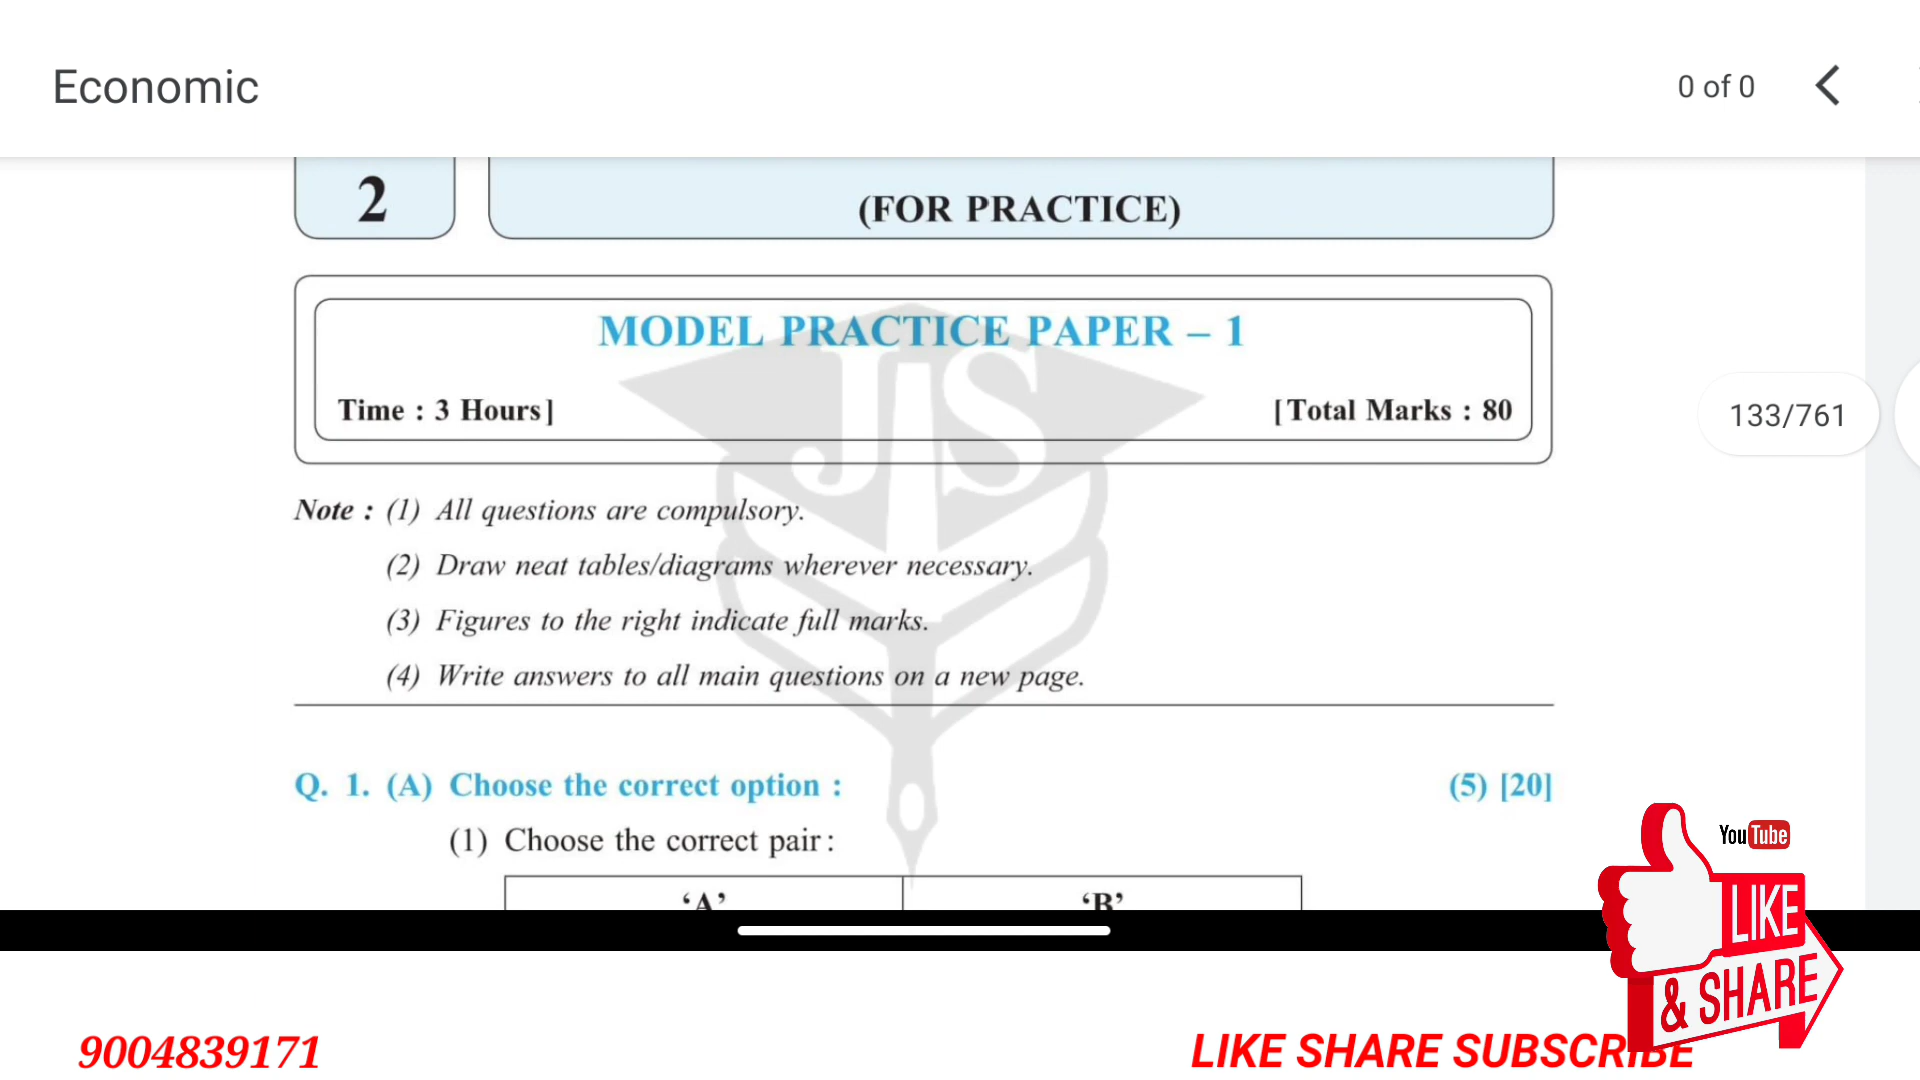 Economic
0 of 0
2
(FOR PRACTICE)
MODEL PRACTICE PAPER – 1
Time : 3 Hours]
[Total Marks : 80
JS
133/761
Note : (1) All questions are compulsory.
(2) Draw neat tables/diagrams wherever necessary.
(3) Figures to the right indicate full marks.
(4) Write answers to all main questions on a new page.
Q. 1. (A) Choose the correct option :
(5) [20]
(1) Choose the correct pair :
‘A’
‘B’
YouTube
LIKE
& SHARE
9004839171
LIKE SHARE SUBSCRIBE